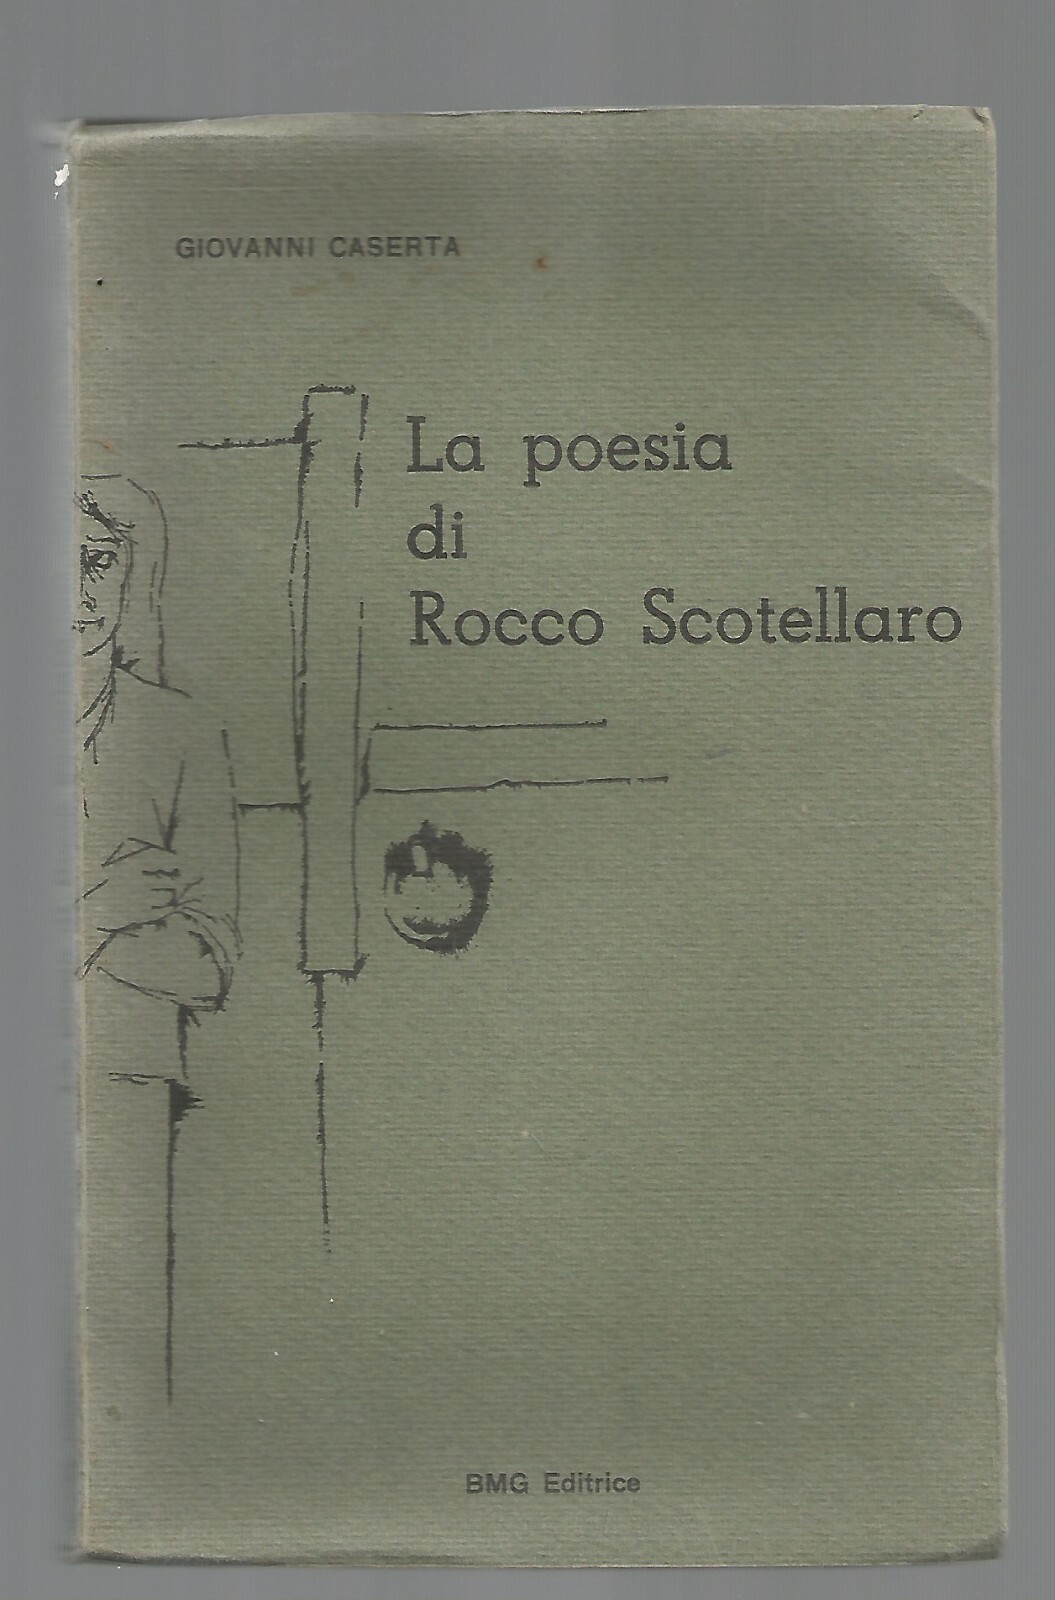 GIOVANNI CASERTA
La poesia
di
Rocco Scotellaro
BMG Editrice